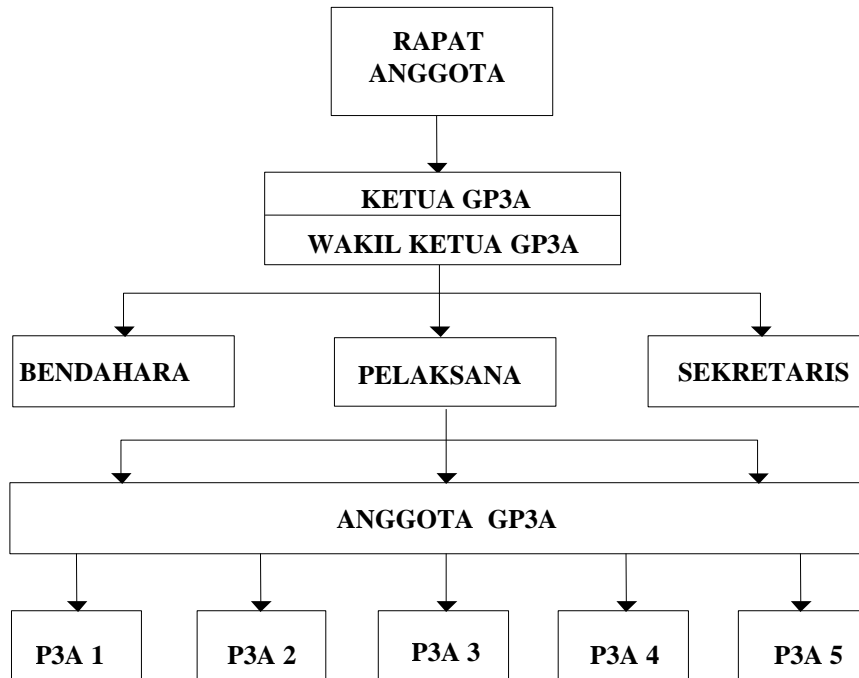 RAPAT
ANGGOTA
KETUA GP3A
WAKIL KETUA GP3A
BENDAHARA
PELAKSANA
SEKRETARIS
ANGGOTA GP3A
P3A 1
P3A 2
P3A 3
P3A 4
P3A 5